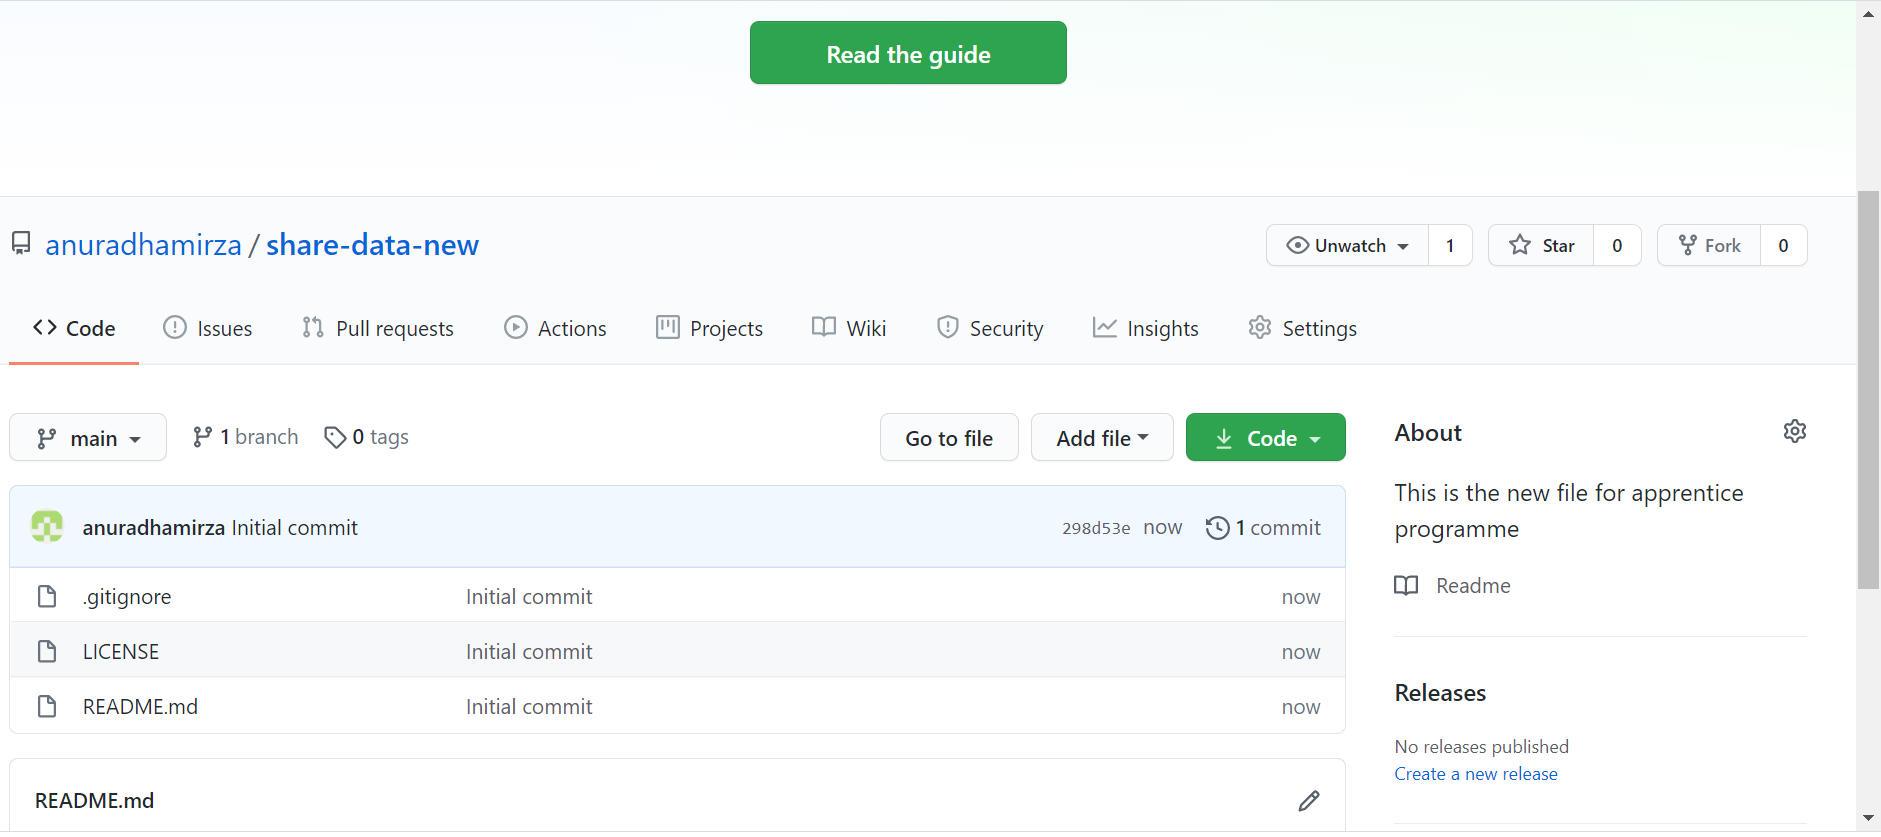 Read the guide
anuradhamirza / share-data-new
Unwatch 1 Star 0 Fork 0
Code Issues Pull requests Actions Projects Wiki Security Insights Settings
main 1 branch 0 tags Go to file Add file Code
anuradhamirza Initial commit 298d53e now 1 commit
.gitignore Initial commit now
LICENSE Initial commit now
README.md Initial commit now
README.md
About
This is the new file for apprentice
programme
Readme
Releases
No releases published
Create a new release